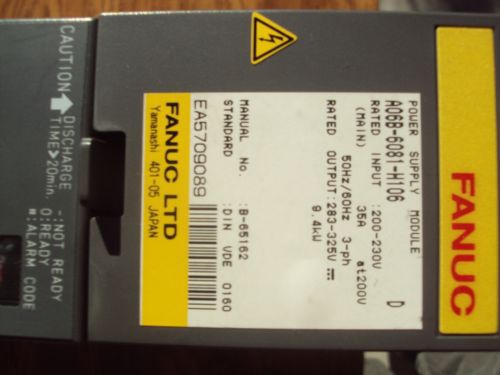 FANUC
POWER SUPPLY MODULE
A06B-6081-H106 D
RATED INPUT :200-230V
(MAIN) 35A at200V
50Hz/60Hz 3-ph
RATED OUTPUT:283-325V ⎓
9.4kW
MANUAL No. :B-65162
STANDARD :DIN VDE 0160
EA5709089
FANUC LTD
Yamanashi 401-05 JAPAN
CAUTION DISCHARGE
TIME>20min.
-:NOT READY
0:READY
#:ALARM CODE